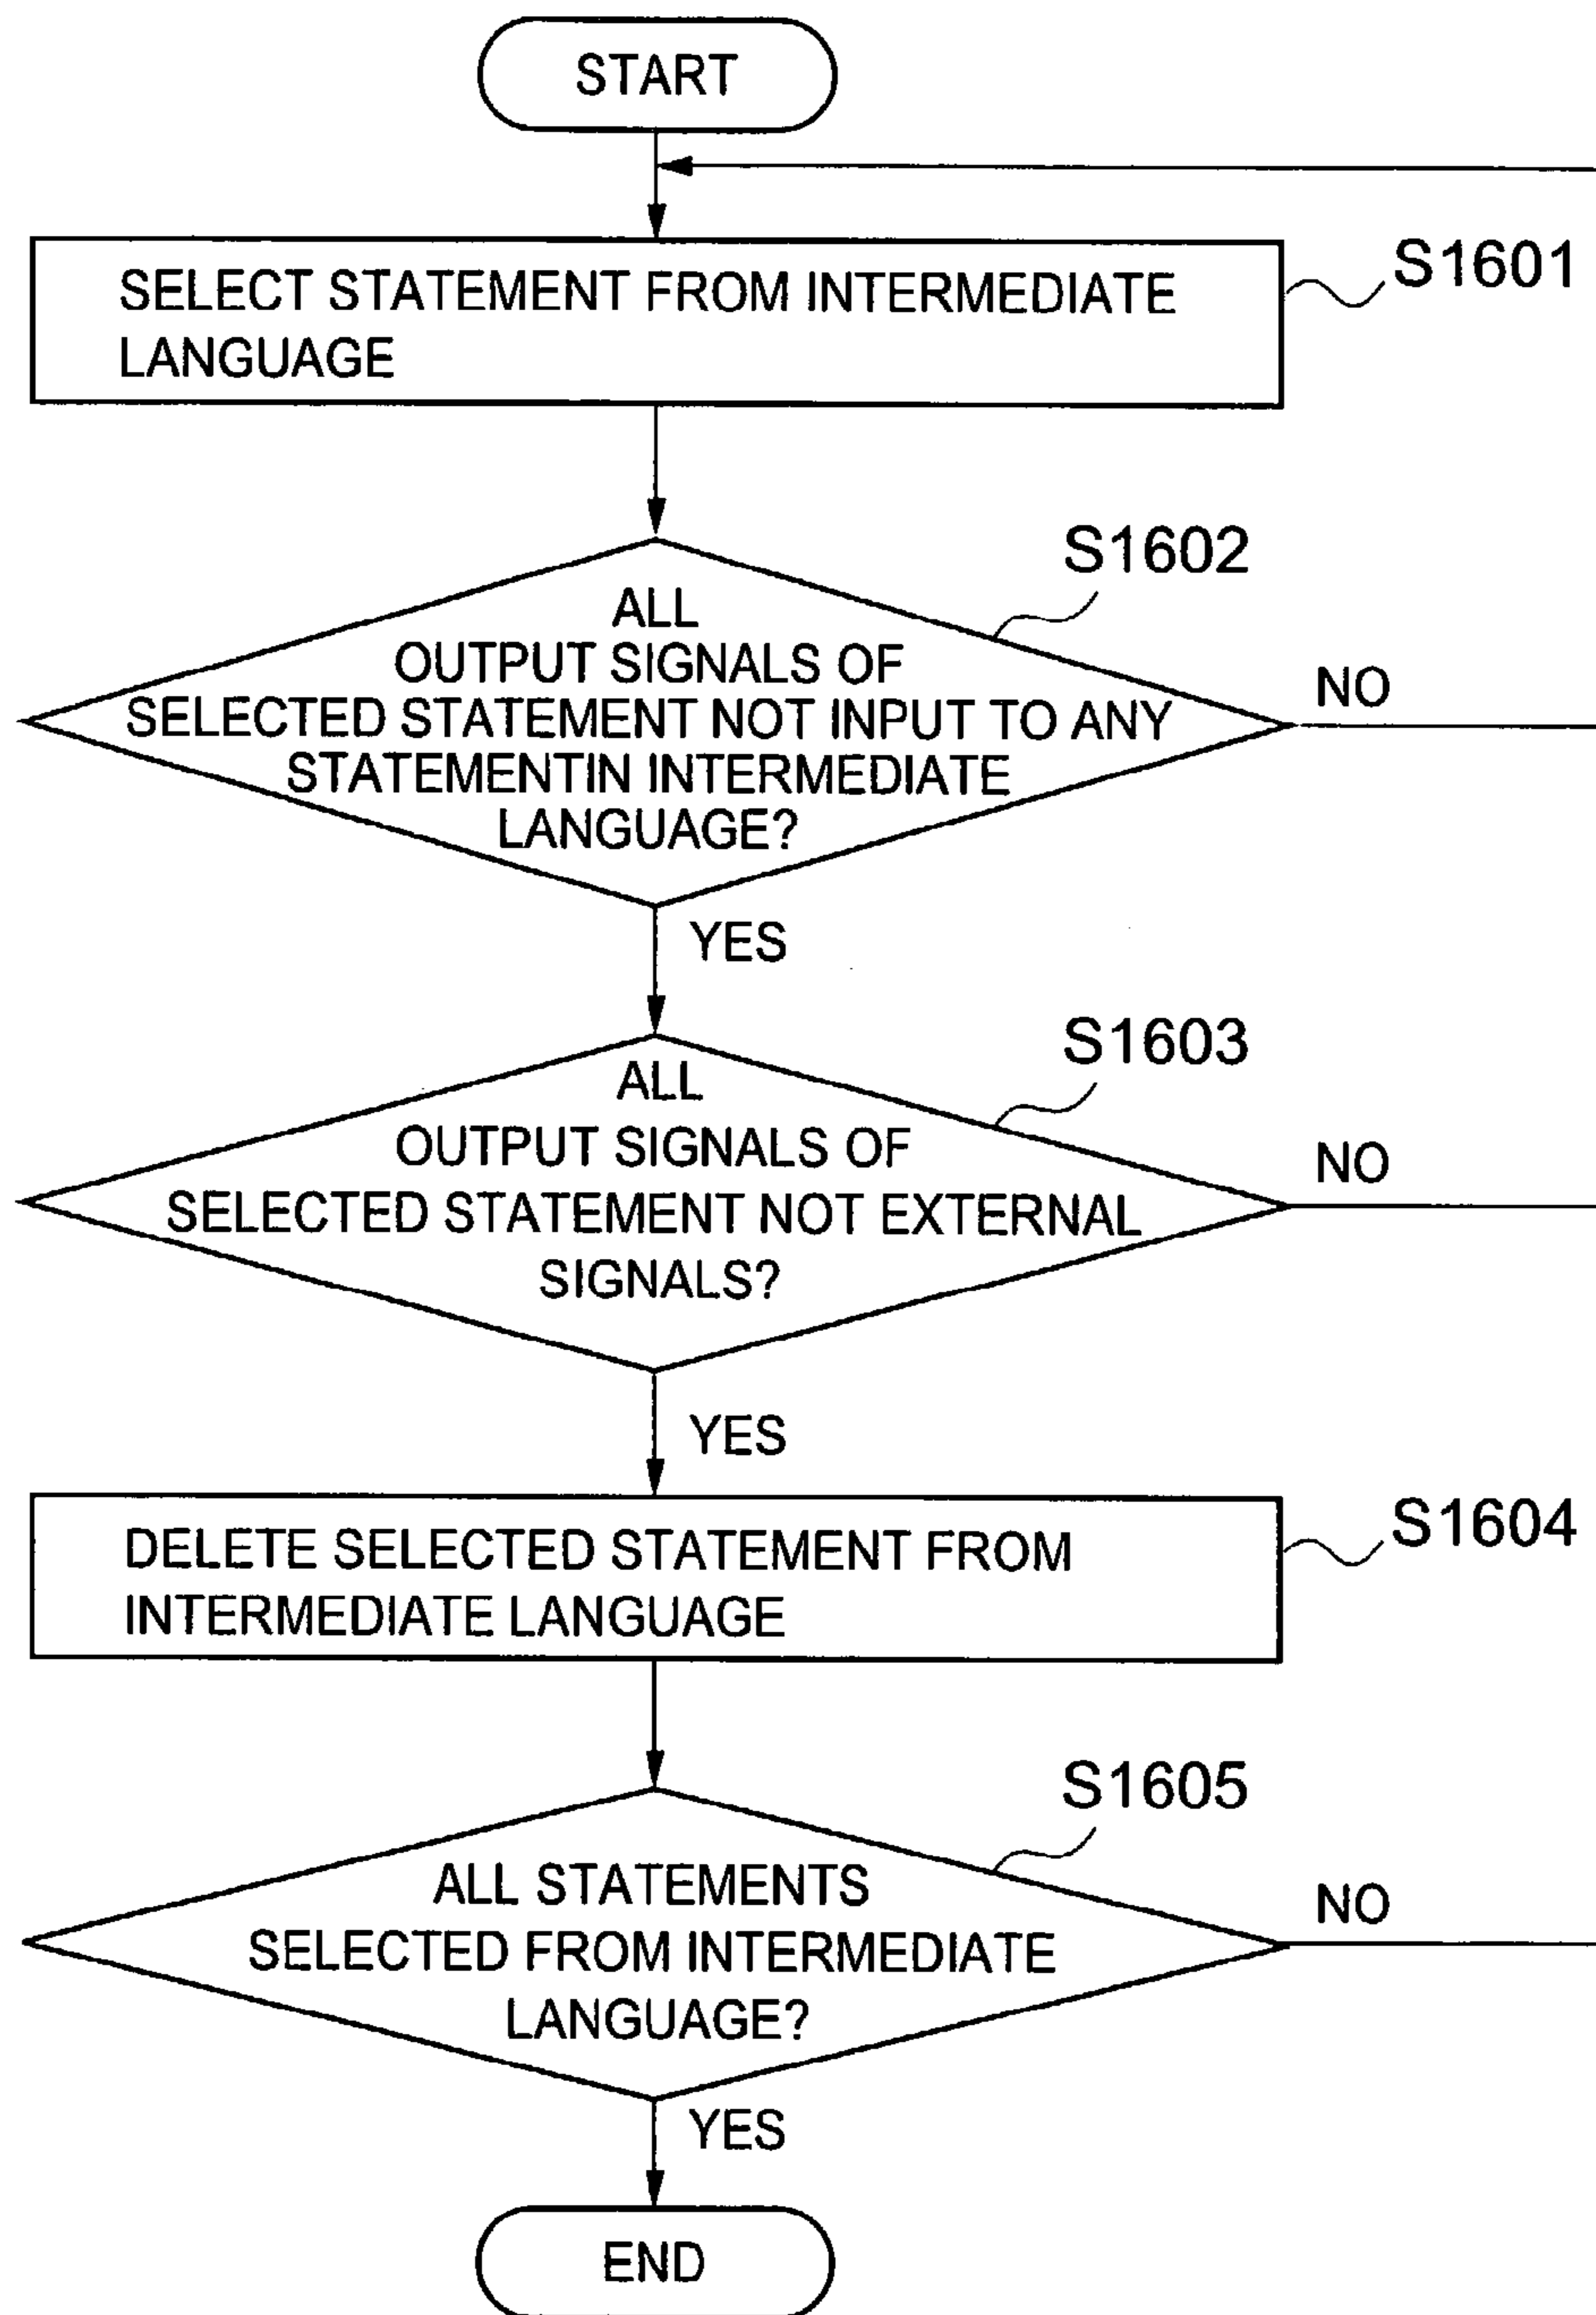 START
SELECT STATEMENT FROM INTERMEDIATE
LANGUAGE
S1601
S1602
ALL
OUTPUT SIGNALS OF
SELECTED STATEMENT NOT INPUT TO ANY
STATEMENTIN INTERMEDIATE
LANGUAGE?
NO
YES
S1603
ALL
OUTPUT SIGNALS OF
SELECTED STATEMENT NOT EXTERNAL
SIGNALS?
NO
YES
DELETE SELECTED STATEMENT FROM
INTERMEDIATE LANGUAGE
S1604
S1605
ALL STATEMENTS
SELECTED FROM INTERMEDIATE
LANGUAGE?
NO
YES
END